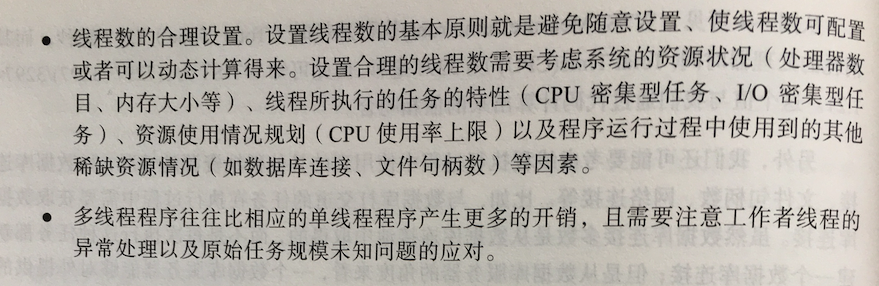 • 线程数的合理设置。设置线程数的基本原则就是避免随意设置、使线程数可配置
或者可以动态计算得来。设置合理的线程数需要考虑系统的资源状况(处理器数
目、内存大小等)、线程所执行的任务的特性(CPU 密集型任务、I/O 密集型任
务)、资源使用情况规划(CPU 使用率上限)以及程序运行过程中使用到的其他
稀缺资源情况(如数据库连接、文件句柄数)等因素。
• 多线程程序往往比相应的单线程程序产生更多的开销,且需要注意工作者线程的
异常处理以及原始任务规模未知问题的应对。